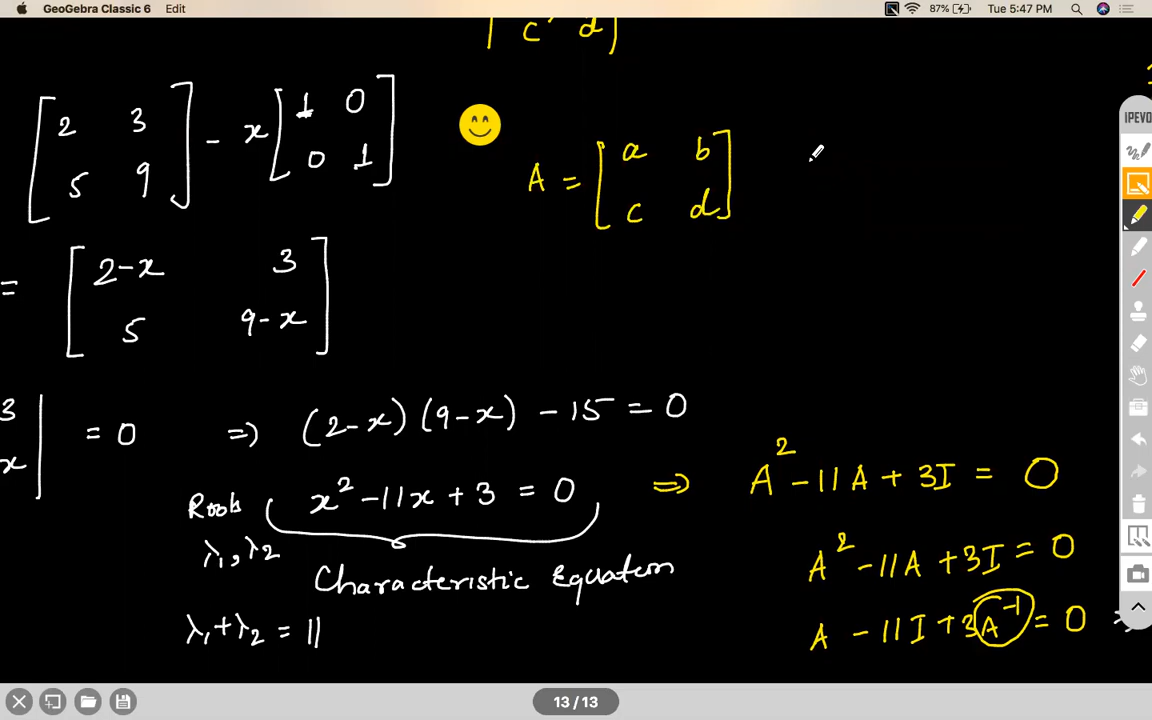 GeoGebra Classic 6 Edit 87% Tue 5:47 PM
c d
[2 3; 5 9] - x[1 0; 0 1]
A = [a b; c d]
IPEVO
= [2-x 3; 5 9-x]
3
x
= 0 ⇒ (2-x)(9-x) - 15 = 0
x² - 11x + 3 = 0 ⇒ A² - 11A + 3I = 0
Roots
λ₁, λ₂
Characteristic Equation
A² - 11A + 3I = 0
λ₁ + λ₂ = 11
A - 11I + 3A⁻¹ = 0
13 / 13